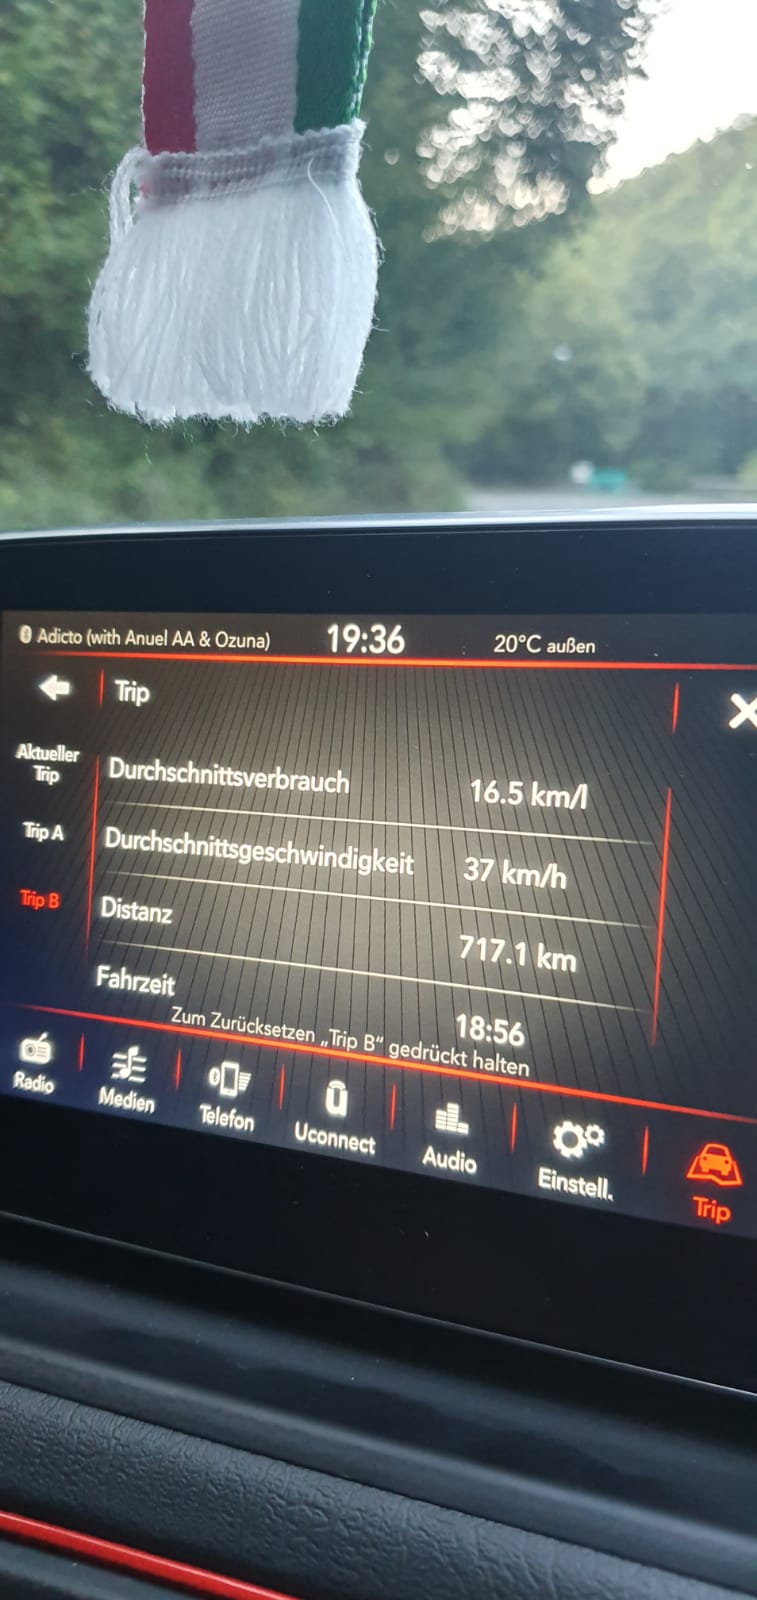 Adicto (with Anuel AA & Ozuna) 19:36 20°C außen
Trip
Aktueller
Trip
Trip A
Trip B
Durchschnittsverbrauch 16.5 km/l
Durchschnittsgeschwindigkeit 37 km/h
Distanz 717.1 km
Fahrzeit 18:56
Zum Zurücksetzen „Trip B“ gedrückt halten
Radio Medien Telefon Uconnect Audio Einstell. Trip